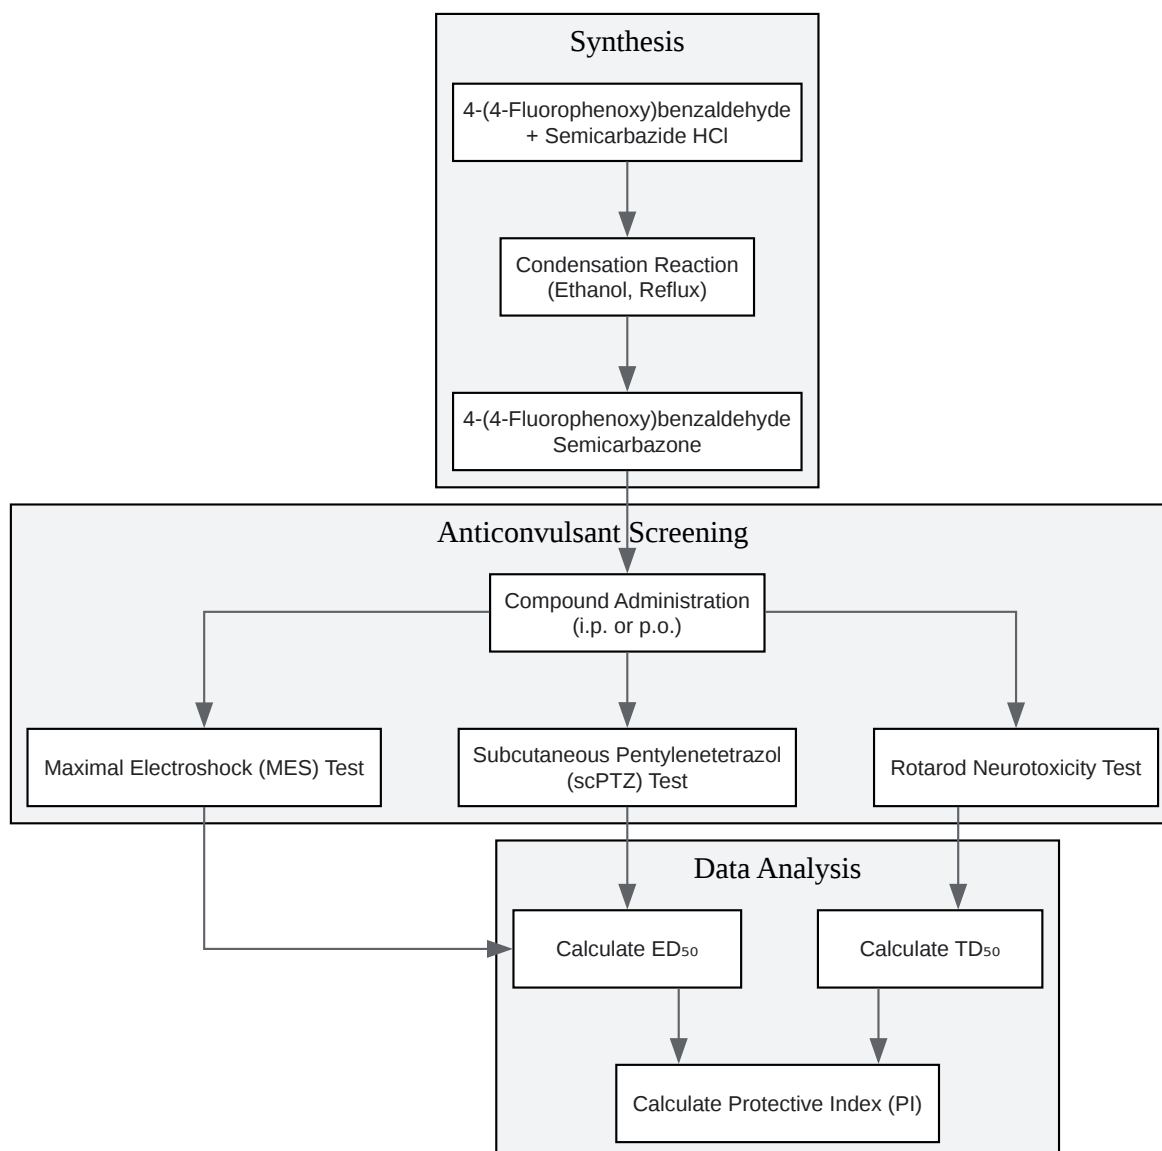 Synthesis
4-(4-Fluorophenoxy)benzaldehyde
+ Semicarbazide HCl
Condensation Reaction
(Ethanol, Reflux)
4-(4-Fluorophenoxy)benzaldehyde
Semicarbazone
Anticonvulsant Screening
Compound Administration
(i.p. or p.o.)
Maximal Electroshock (MES) Test
Subcutaneous Pentylenetetrazol
(scPTZ) Test
Rotarod Neurotoxicity Test
Data Analysis
Calculate ED₅₀
Calculate TD₅₀
Calculate Protective Index (PI)